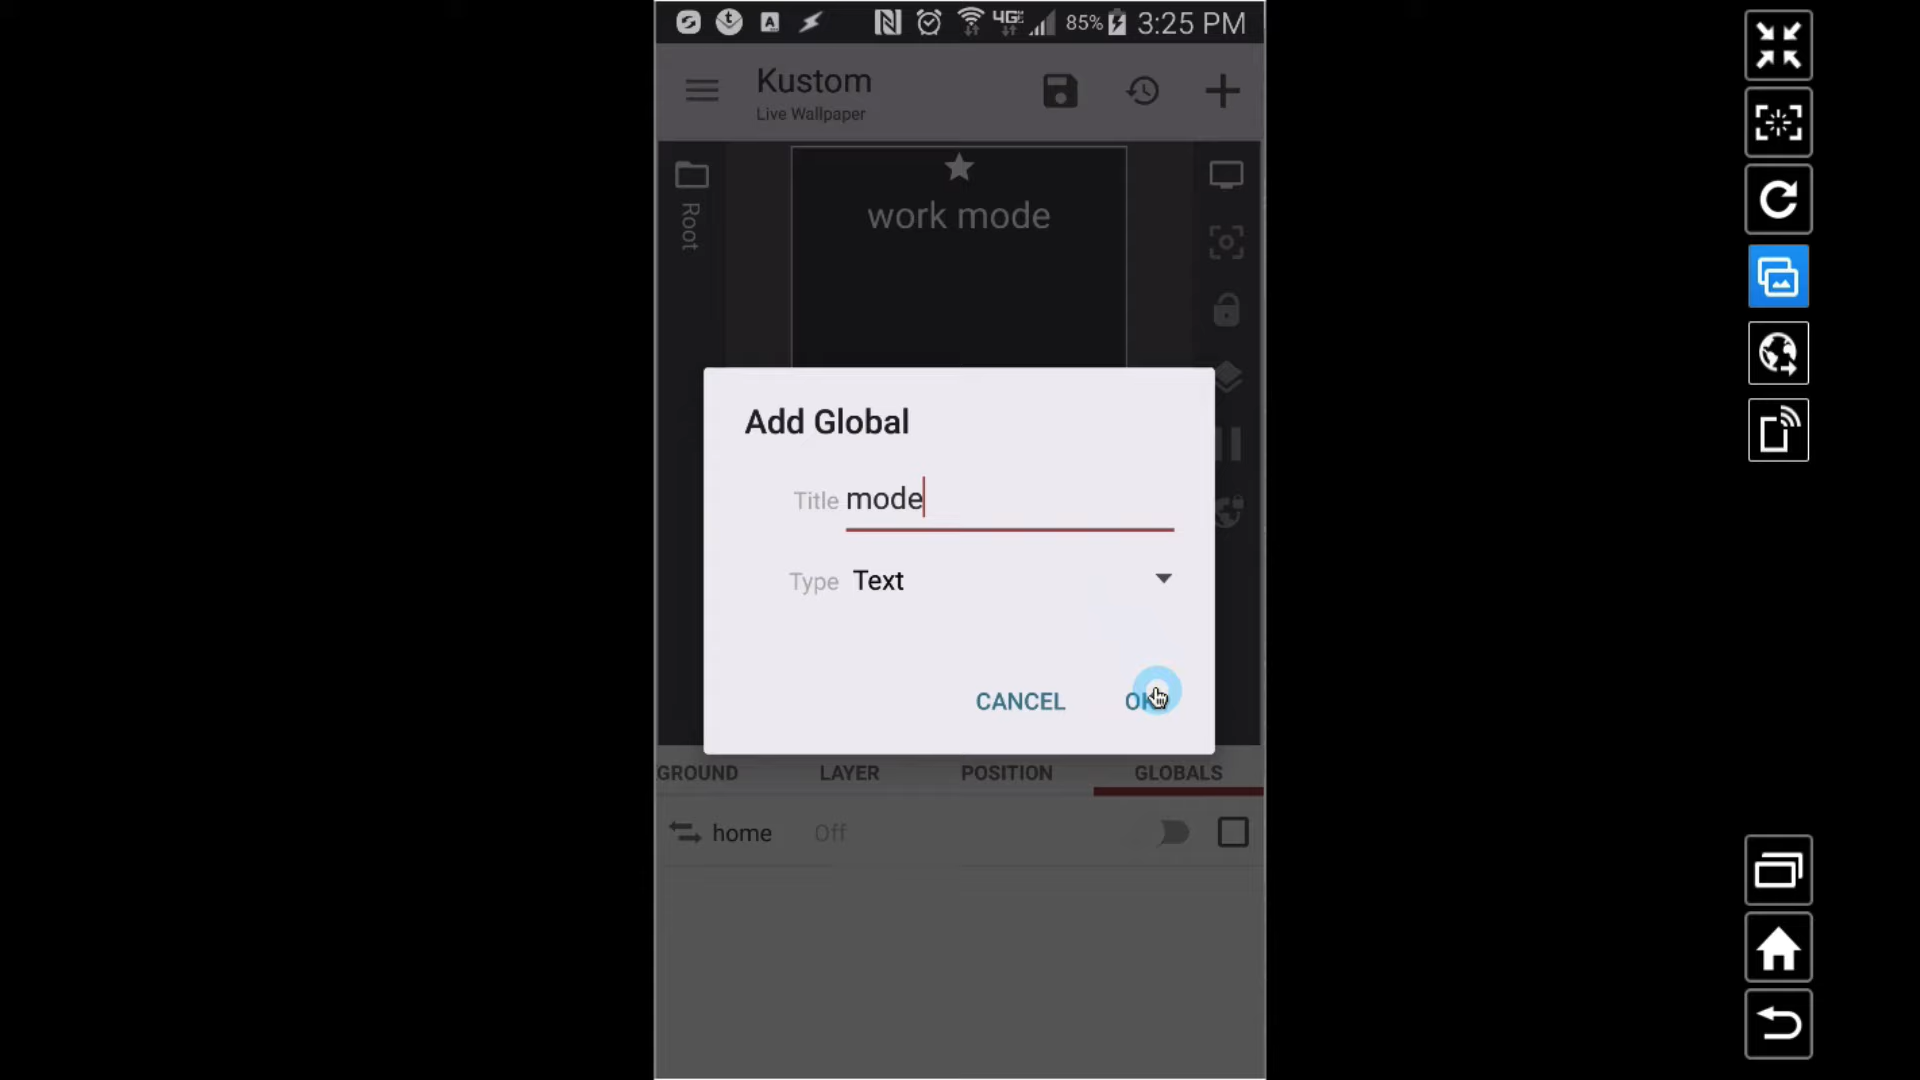 4G
85%
3:25 PM
Kustom
Live Wallpaper
Root
work mode
Add Global
Title mode
Type Text
CANCEL
OK
GROUND LAYER POSITION GLOBALS
home Off